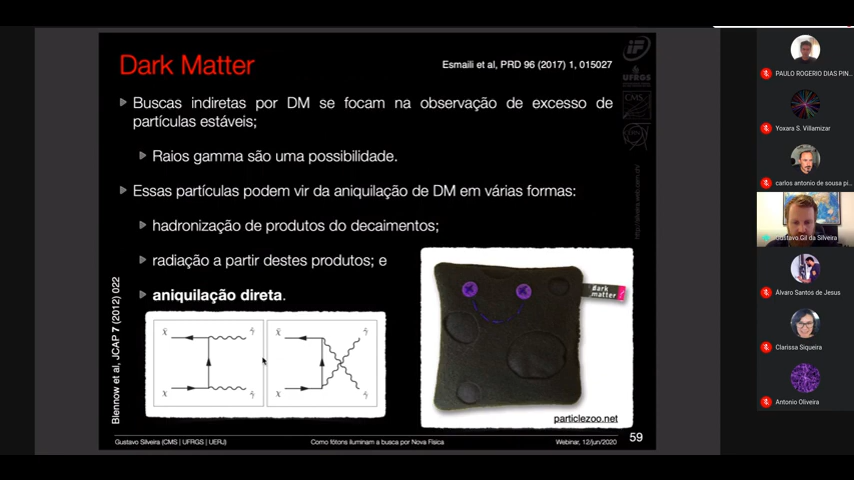 Dark Matter
Esmaili et al, PRD 96 (2017) 1, 015027
Buscas indiretas por DM se focam na observação de excesso de
partículas estáveis;
Raios gamma são uma possibilidade.
Essas partículas podem vir da aniquilação de DM em várias formas:
hadronização de produtos do decaimentos;
radiação a partir destes produtos; e
aniquilação direta.
Blennow et al, JCAP 7 (2012) 022
dark
matter
particlezoo.net
Gustavo Silveira (CMS | UFRGS | UERJ)
Como fótons iluminam a busca por Nova Física
Webinar, 12/jun/2020
59
UFRGS
CMS
PAULO ROGERIO DIAS PIN...
Yoxara S. Villamizar
carlos antonio de sousa pi...
Gustavo Gil da Silveira
Álvaro Santos de Jesus
Clarissa Siqueira
Antonio Oliveira